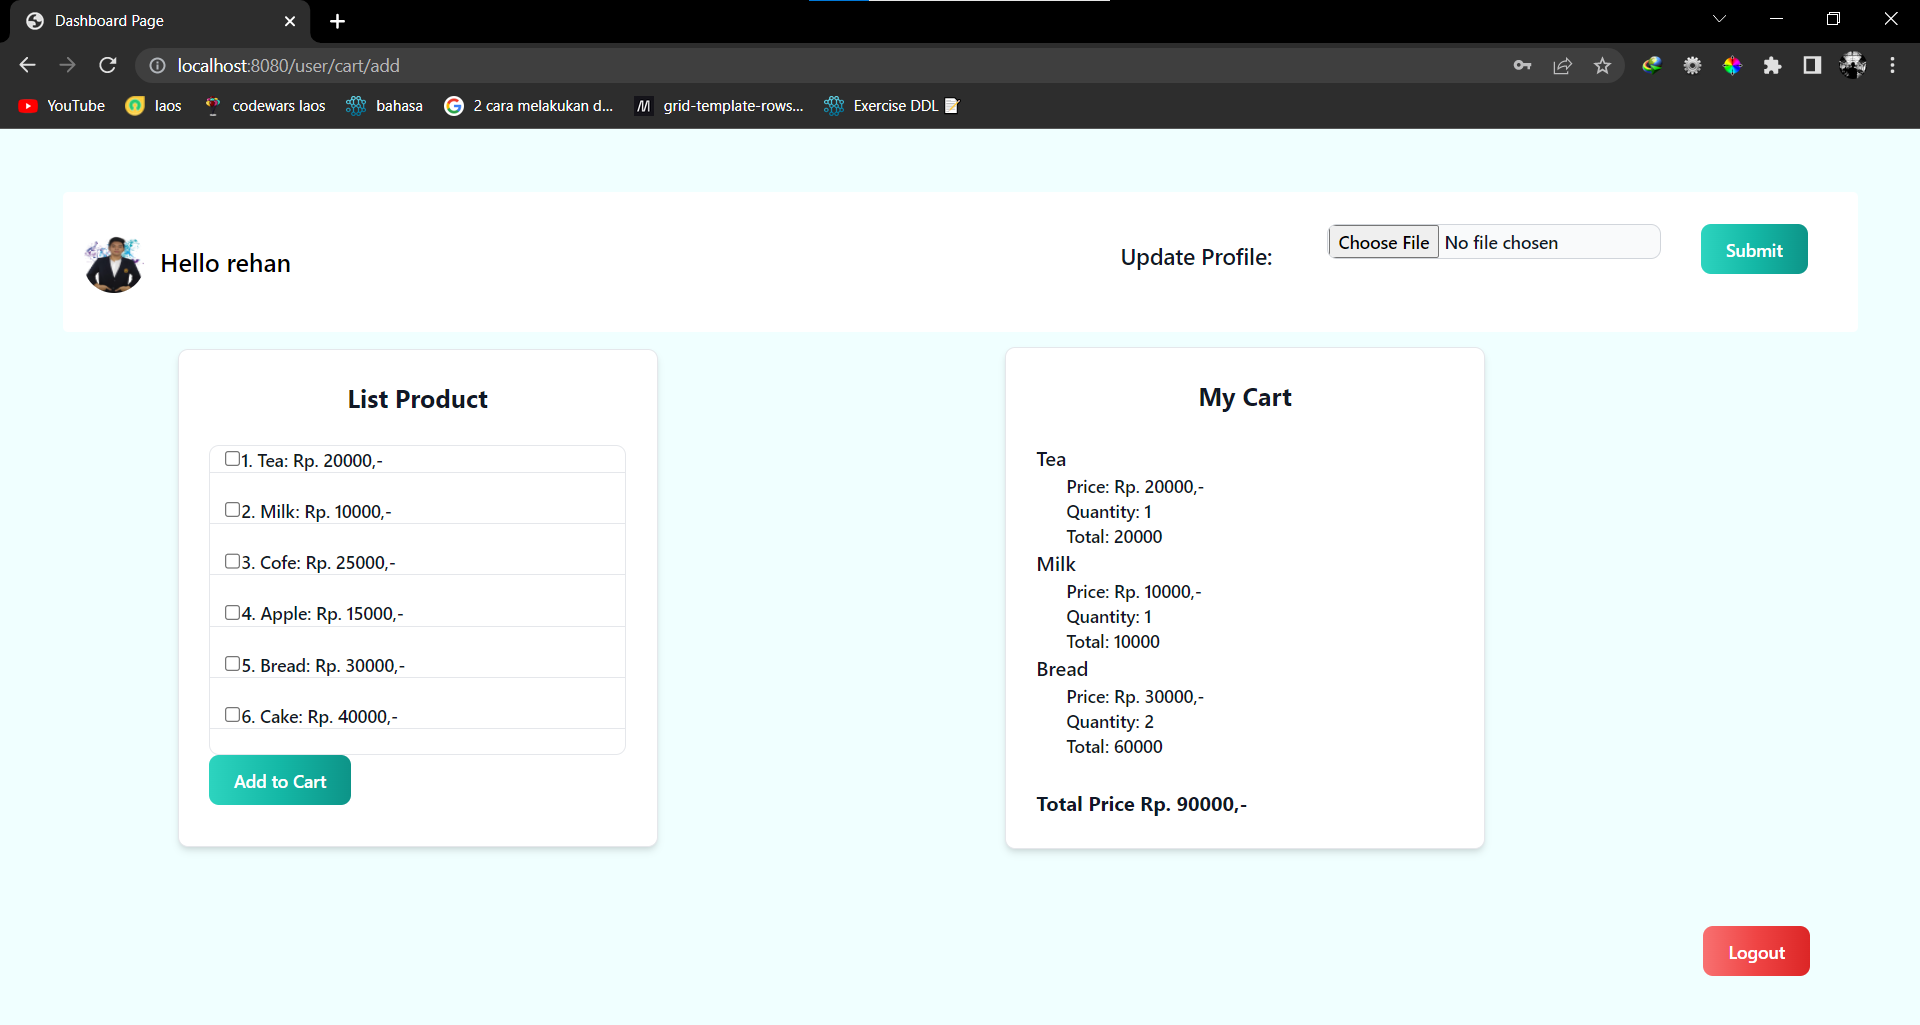 Dashboard Page
localhost:8080/user/cart/add
YouTube laos codewars laos bahasa 2 cara melakukan d... grid-template-rows... Exercise DDL
Hello rehan
Update Profile: Choose File No file chosen Submit
List Product
1. Tea: Rp. 20000,-
2. Milk: Rp. 10000,-
3. Cofe: Rp. 25000,-
4. Apple: Rp. 15000,-
5. Bread: Rp. 30000,-
6. Cake: Rp. 40000,-
Add to Cart
My Cart
Tea
Price: Rp. 20000,-
Quantity: 1
Total: 20000
Milk
Price: Rp. 10000,-
Quantity: 1
Total: 10000
Bread
Price: Rp. 30000,-
Quantity: 2
Total: 60000
Total Price Rp. 90000,-
Logout